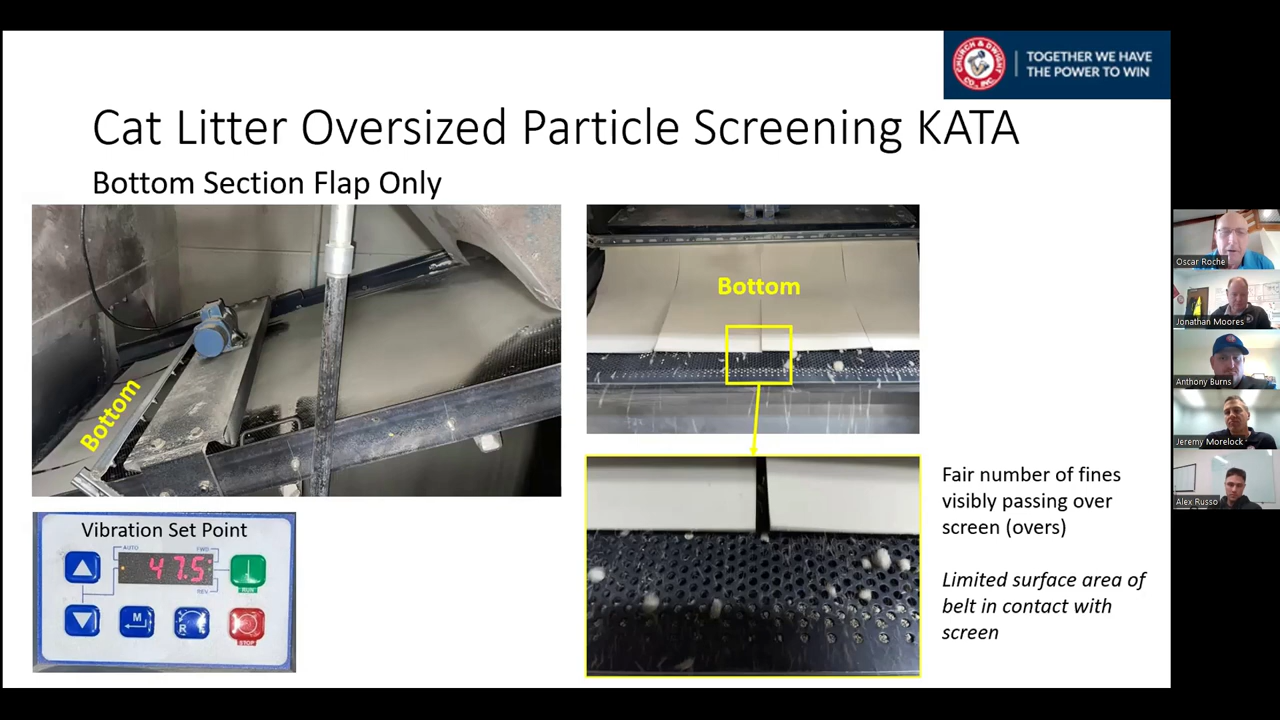 CHURCH & DWIGHT
CO., INC.
TOGETHER WE HAVE
THE POWER TO WIN
Cat Litter Oversized Particle Screening KATA
Bottom Section Flap Only
Bottom
Bottom
Oscar Roche
Jonathan Moores
Anthony Burns
Jeremy Morelock
Alex Russo
Fair number of fines
visibly passing over
screen (overs)
Limited surface area of
belt in contact with
screen
Vibration Set Point
AUTO
FWD
47.5
REV
RUN
M
R
STOP